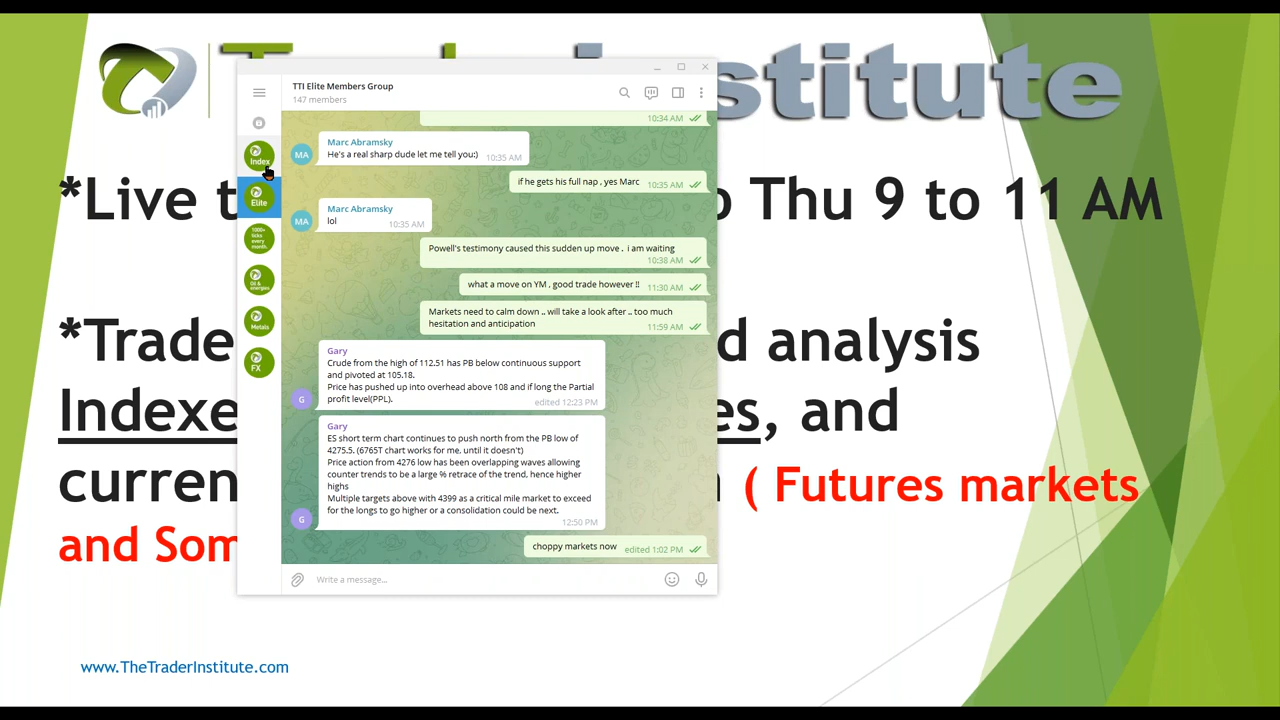 stitute
TTI Elite Members Group
147 members
10:34 AM
Marc Abramsky
MA
He's a real sharp dude let me tell you:) 10:35 AM
Index
if he gets his full nap , yes Marc 10:35 AM
*Live
Thu 9 to 11 AM
Elite
Marc Abramsky
MA
lol
10:35 AM
1000+
ticks
every
month.
Powell's testimony caused this sudden up move . i am waiting
10:38 AM
Oil &
energies
what a move on YM , good trade however !! 11:30 AM
Markets need to calm down .. will take a look after .. too much
hesitation and anticipation 11:59 AM
Metals
*Trade
d analysis
FX
Gary
Crude from the high of 112.51 has PB below continuous support
and pivoted at 105.18.
Price has pushed up into overhead above 108 and if long the Partial
profit level(PPL). edited 12:23 PM
G
Indexe
es, and
Gary
ES short term chart continues to push north from the PB low of
4275.5. (6765T chart works for me. until it doesn't)
Price action from 4276 low has been overlapping waves allowing
counter trends to be a large % retrace of the trend, hence higher
highs
Multiple targets above with 4399 as a critical mile market to exceed
for the longs to go higher or a consolidation could be next.
12:50 PM
G
curren
( Futures markets
and Som
choppy markets now edited 1:02 PM
Write a message...
www.TheTraderInstitute.com